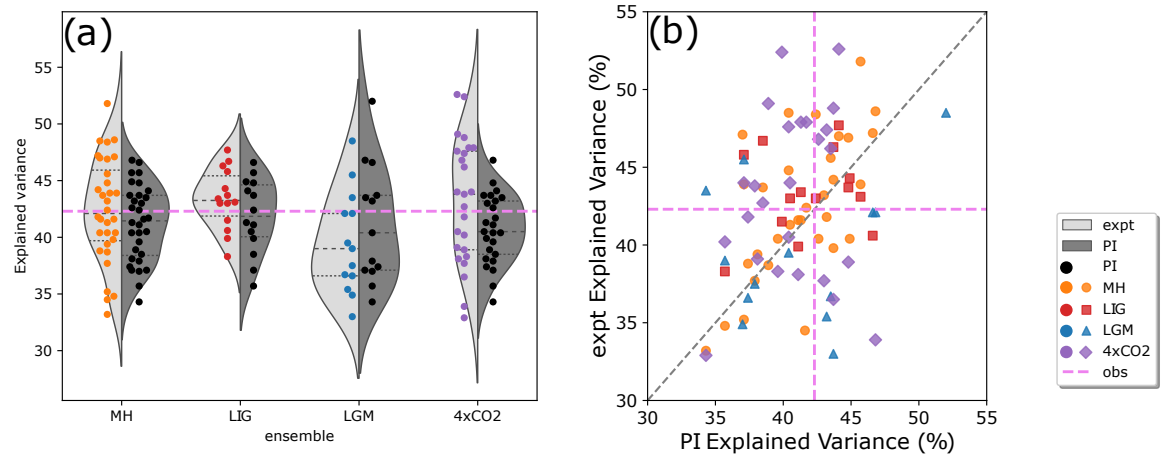 (a)
Explained variance
55
50
45
40
35
30
MH
LIG
LGM
4xCO2
ensemble
(b)
expt Explained Variance (%)
55
50
45
40
35
30
30
35
40
45
50
55
PI Explained Variance (%)
expt
PI
PI
MH
LIG
LGM
4xCO2
obs